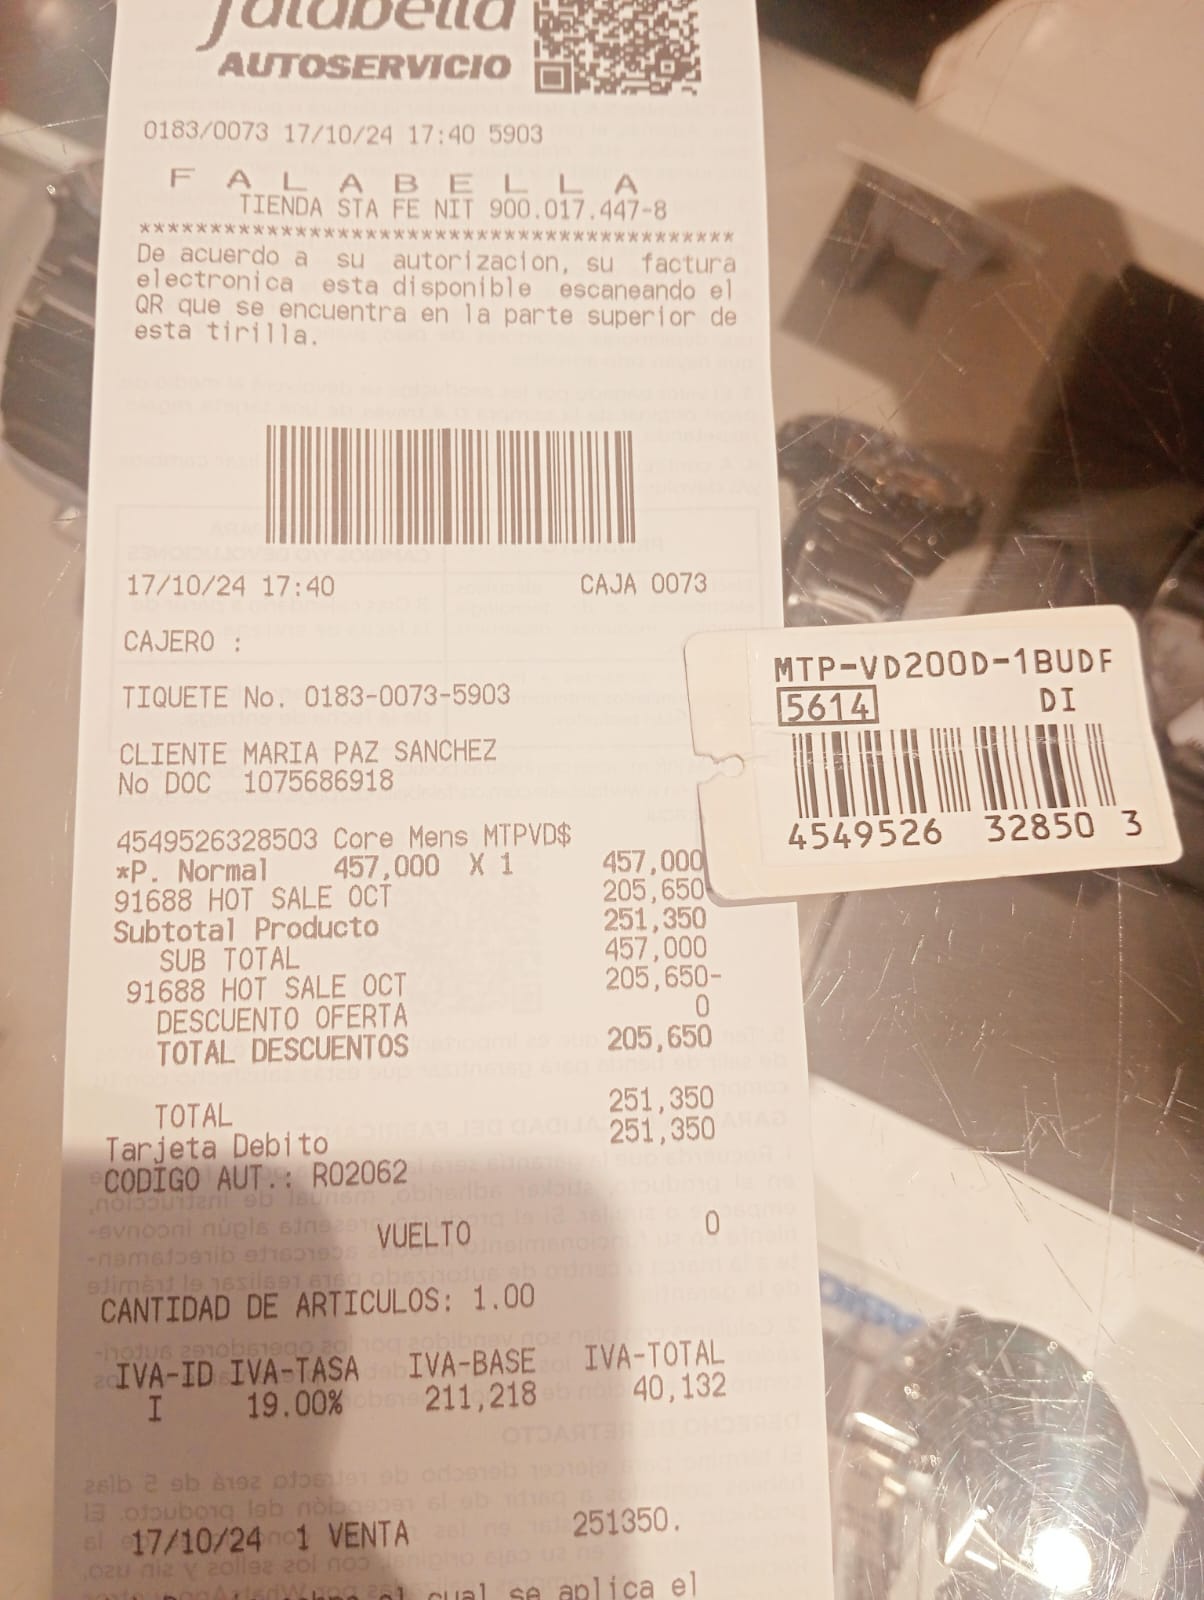 falabella
AUTOSERVICIO
0183/0073 17/10/24 17:40 5903
F A L A B E L L A
TIENDA STA FE NIT 900.017.447-8
******************************************
De acuerdo a su autorizacion, su factura
electronica esta disponible escaneando el
QR que se encuentra en la parte superior de
esta tirilla.
17/10/24 17:40 CAJA 0073
CAJERO :
TIQUETE No. 0183-0073-5903
CLIENTE MARIA PAZ SANCHEZ
No DOC 1075686918
4549526328503 Core Mens MTPVD$
*P. Normal 457,000 X 1 457,000
91688 HOT SALE OCT 205,650-
Subtotal Producto 251,350
SUB TOTAL 457,000
91688 HOT SALE OCT 205,650-
DESCUENTO OFERTA 0
TOTAL DESCUENTOS 205,650
TOTAL 251,350
Tarjeta Debito 251,350
CODIGO AUT.: R02062
VUELTO 0
CANTIDAD DE ARTICULOS: 1.00
IVA-ID IVA-TASA IVA-BASE IVA-TOTAL
I 19.00% 211,218 40,132
17/10/24 1 VENTA 251350.
el cual se aplica el
MTP-VD200D-1BUDF
5614 DI
4549526 32850 3